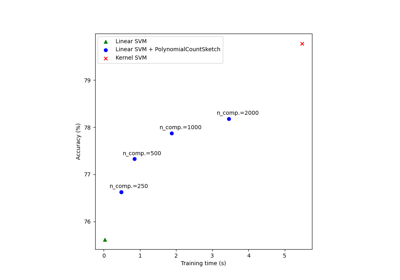 Linear SVM
Linear SVM + PolynomialCountSketch
Kernel SVM
79
n_comp.=2000
78
n_comp.=1000
n_comp.=500
77
n_comp.=250
76
Accuracy (%)
0 1 2 3 4 5
Training time (s)